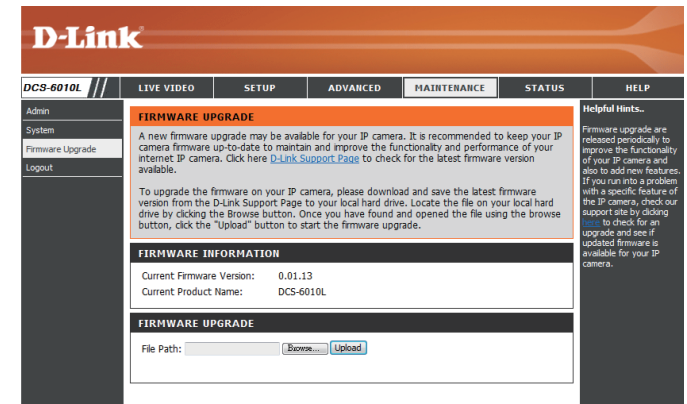 D-Link
DCS-6010L
LIVE VIDEO
SETUP
ADVANCED
MAINTENANCE
STATUS
HELP
Admin
System
Firmware Upgrade
Logout
FIRMWARE UPGRADE
A new firmware upgrade may be available for your IP camera. It is recommended to keep your IP
camera firmware up-to-date to maintain and improve the functionality and performance of your
internet IP camera. Click here D-Link Support Page to check for the latest firmware version
available.
To upgrade the firmware on your IP camera, please download and save the latest firmware
version from the D-Link Support Page to your local hard drive. Locate the file on your local hard
drive by clicking the Browse button. Once you have found and opened the file using the browse
button, click the "Upload" button to start the firmware upgrade.
FIRMWARE INFORMATION
Current Firmware Version: 0.01.13
Current Product Name: DCS-6010L
FIRMWARE UPGRADE
File Path: Browse... Upload
Helpful Hints..
Firmware upgrade are
released periodically to
improve the functionality
of your IP camera and
also to add new features.
If you run into a problem
with a specific feature of
the IP camera, check our
support site by clicking
here to check for an
upgrade and see if
updated firmware is
available for your IP
camera.